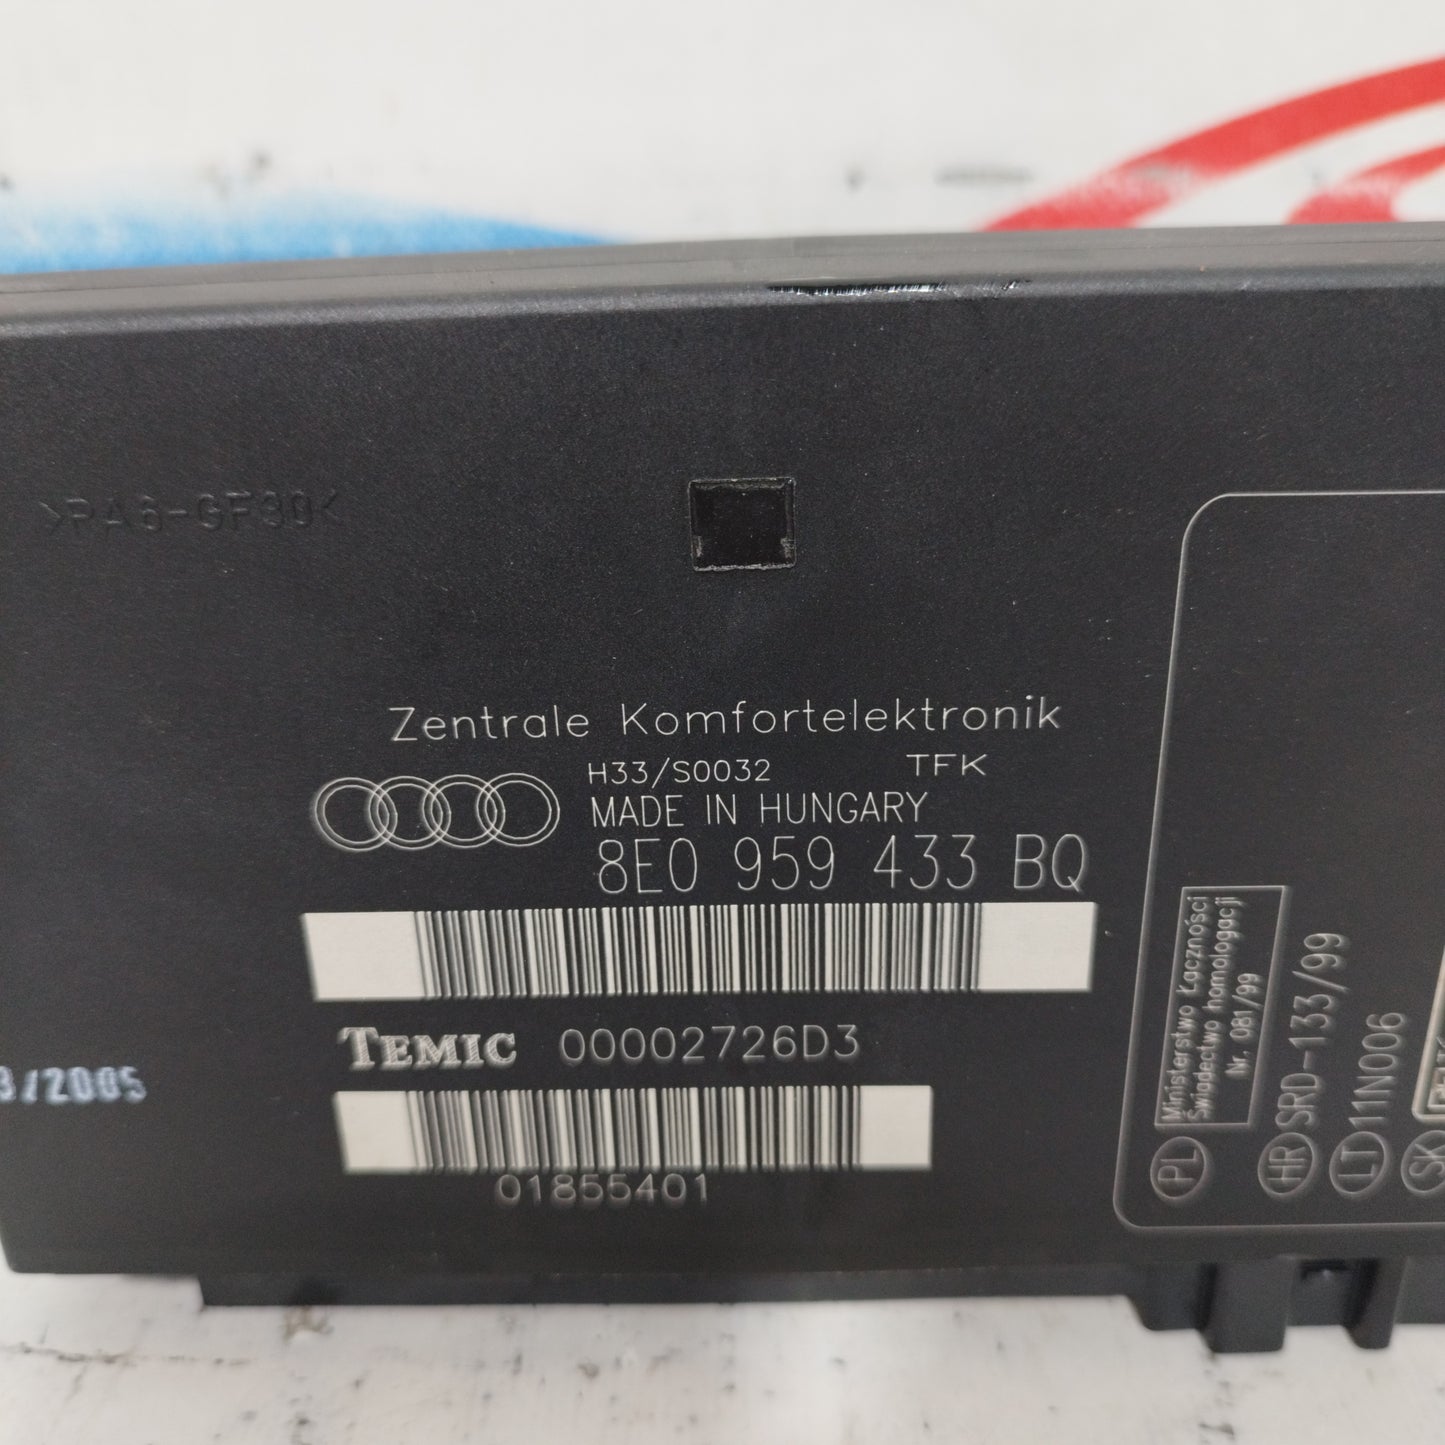 >PA6-GF30<
Zentrale Komfortelektronik
H33/S0032 TFK
MADE IN HUNGARY
8E0 959 433 BQ
TEMIC 00002726D3
01855401
/2005
PL Ministerstwo Łączności
Świadectwo homologacji
Nr. 081/99
HR SRD-133/99
LT 11N006
SK